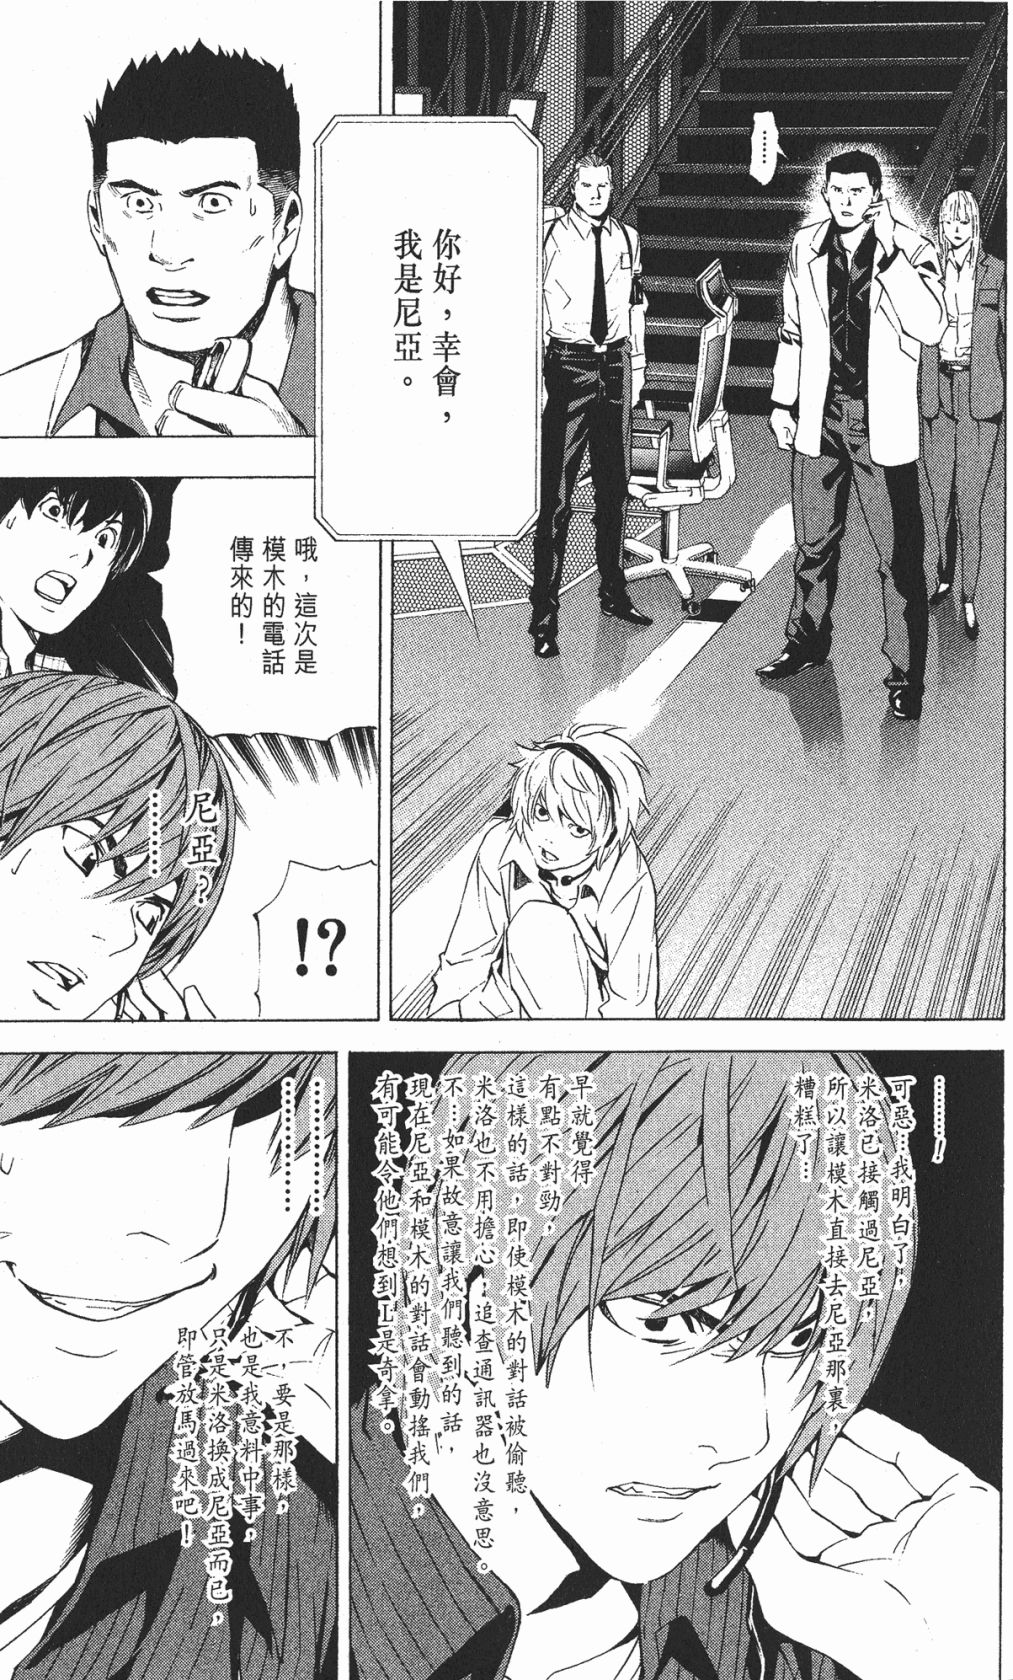 ………
你好，幸會，
我是尼亞。
哦，這次是
模木的電話
傳來的！
!?
尼亞？
…………
………！
可惡…我明白了，
米洛已接觸過尼亞，
所以讓模木直接去尼亞那裏，
糟糕了…
早就覺得
有點不對勁，
這樣的話，即使模木的對話被偷聽，
米洛也不用擔心，追查通訊器也沒意思。
不…如果故意讓我們聽到的話，
現在尼亞和模木的對話會動搖我們，
有可能令他們想到L是奇拿。
…………
…………
不，要是那樣，
也是我意料中事，
只是米洛換成尼亞而已，
即管放馬過來吧！